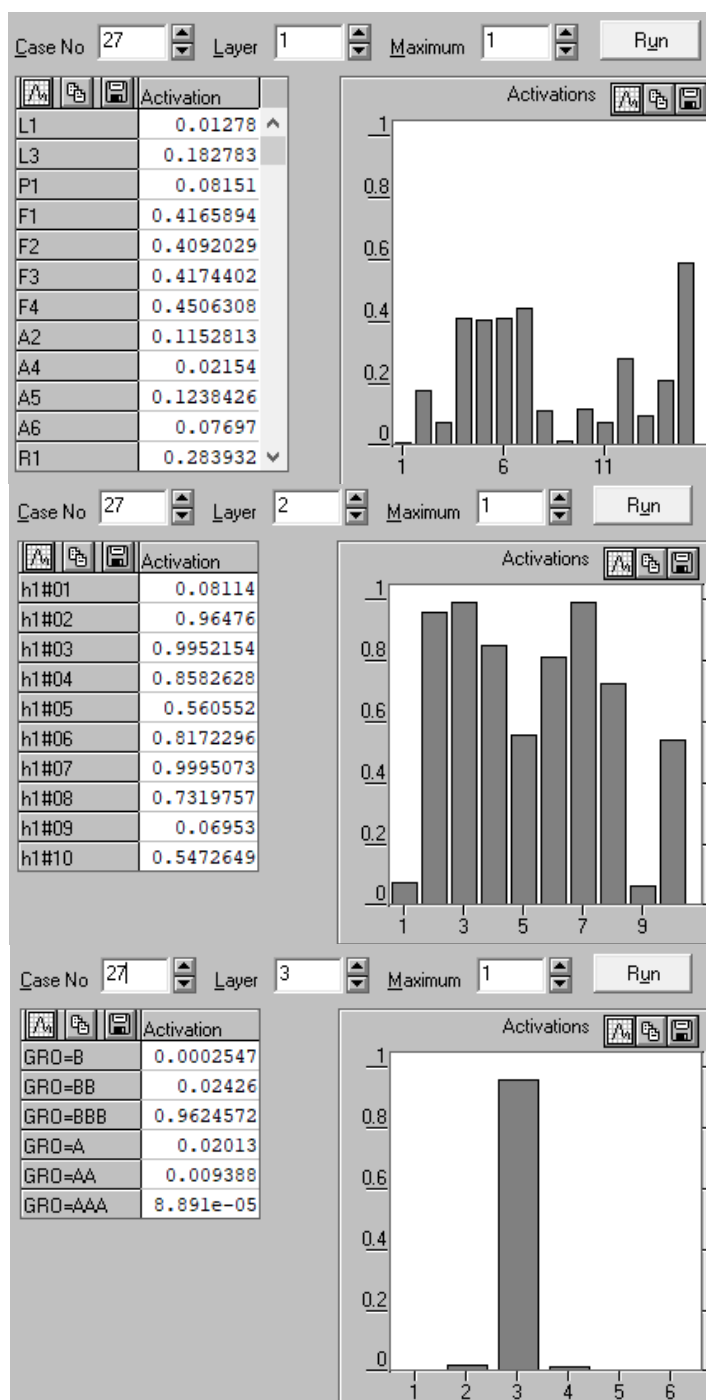 Case No 27 Layer 1 Maximum 1 Run
Activation
L1 0.01278
L3 0.182783
P1 0.08151
F1 0.4165894
F2 0.4092029
F3 0.4174402
F4 0.4506308
A2 0.1152813
A4 0.02154
A5 0.1238426
A6 0.07697
R1 0.283932
Activations
1
0.8
0.6
0.4
0.2
0
1 6 11
Case No 27 Layer 2 Maximum 1 Run
Activation
h1#01 0.08114
h1#02 0.96476
h1#03 0.9952154
h1#04 0.8582628
h1#05 0.560552
h1#06 0.8172296
h1#07 0.9995073
h1#08 0.7319757
h1#09 0.06953
h1#10 0.5472649
Activations
1
0.8
0.6
0.4
0.2
0
1 3 5 7 9
Case No 27 Layer 3 Maximum 1 Run
Activation
GRO=B 0.0002547
GRO=BB 0.02426
GRO=BBB 0.9624572
GRO=A 0.02013
GRO=AA 0.009388
GRO=AAA 8.891e-05
Activations
1
0.8
0.6
0.4
0.2
0
1 2 3 4 5 6